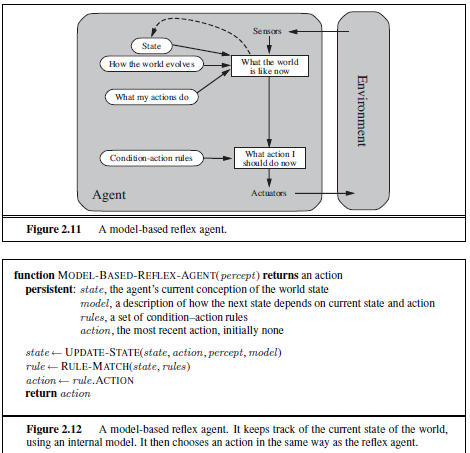 Sensors
State
How the world evolves
What the world
is like now
What my actions do
Environment
Condition-action rules
What action I
should do now
Agent
Actuators
Figure 2.11 A model-based reflex agent.
function MODEL-BASED-REFLEX-AGENT(percept) returns an action
persistent: state, the agent's current conception of the world state
model, a description of how the next state depends on current state and action
rules, a set of condition–action rules
action, the most recent action, initially none
state ← UPDATE-STATE(state, action, percept, model)
rule ← RULE-MATCH(state, rules)
action ← rule.ACTION
return action
Figure 2.12 A model-based reflex agent. It keeps track of the current state of the world,
using an internal model. It then chooses an action in the same way as the reflex agent.